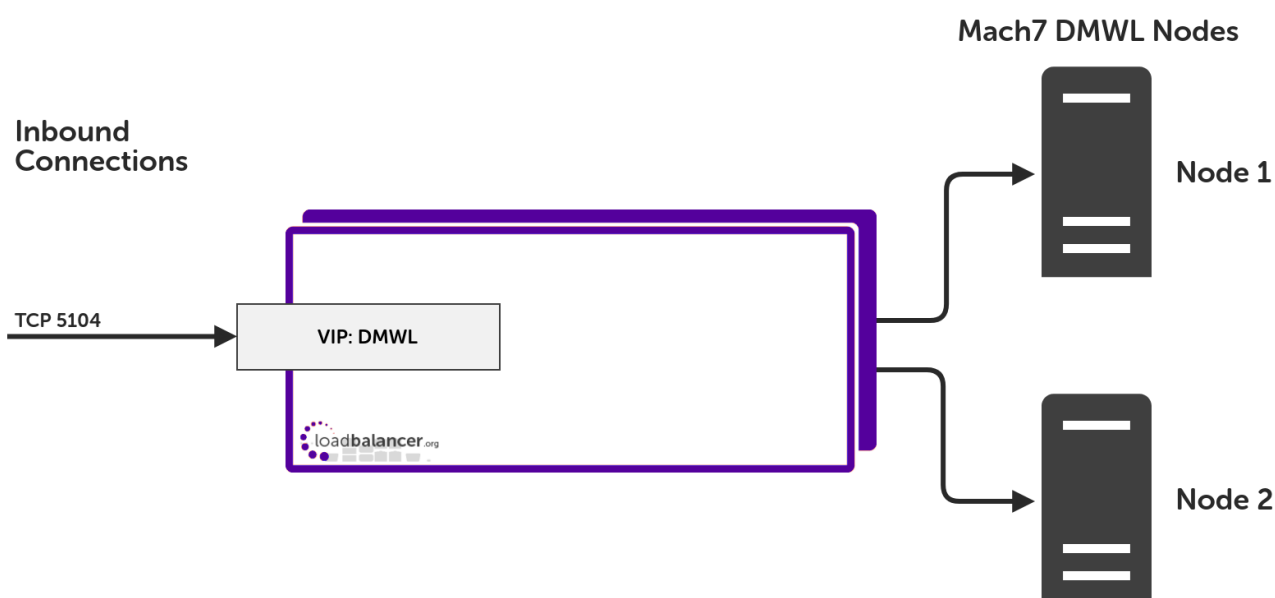 Mach7 DMWL Nodes
Inbound
Connections
Node 1
TCP 5104
VIP: DMWL
loadbalancer.org
Node 2